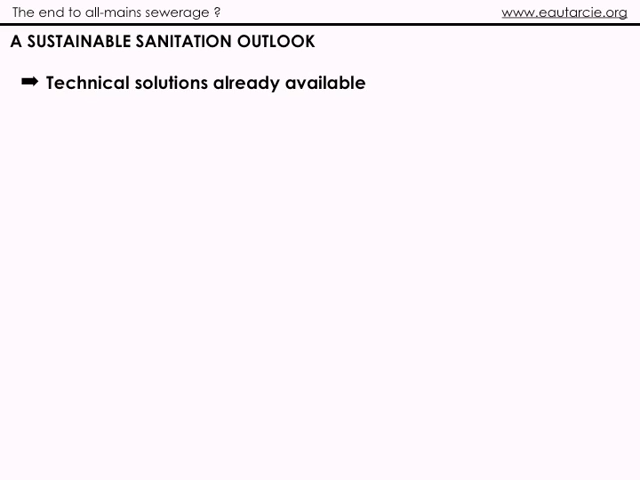 The end to all-mains sewerage ?
www.eautarcie.org
A SUSTAINABLE SANITATION OUTLOOK
➡ Technical solutions already available